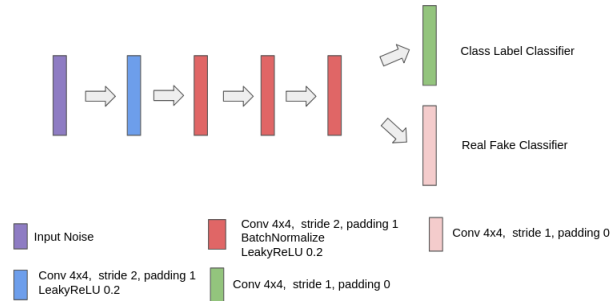 Class Label Classifier
Real Fake Classifier
Input Noise
Conv 4x4, stride 2, padding 1
BatchNormalize
LeakyReLU 0.2
Conv 4x4, stride 1, padding 0
Conv 4x4, stride 2, padding 1
LeakyReLU 0.2
Conv 4x4, stride 1, padding 0